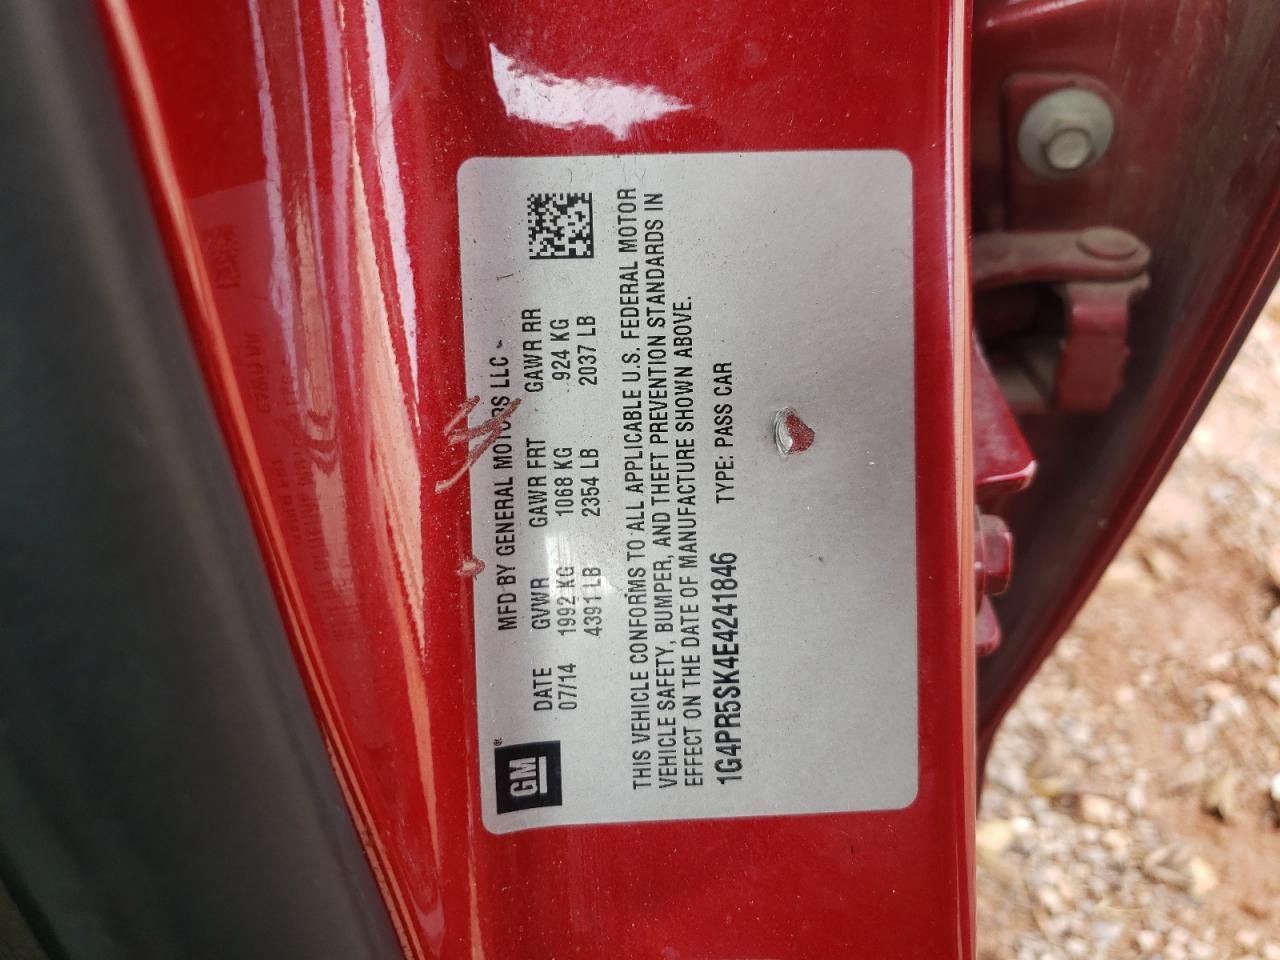 MFD BY GENERAL MOTORS LLC
DATE GVWR GAWR FRT GAWR RR
07/14 1992 KG 1068 KG 924 KG
4391 LB 2354 LB 2037 LB
GM®
THIS VEHICLE CONFORMS TO ALL APPLICABLE U.S. FEDERAL MOTOR
VEHICLE SAFETY, BUMPER, AND THEFT PREVENTION STANDARDS IN
EFFECT ON THE DATE OF MANUFACTURE SHOWN ABOVE.
1G4PR5SK4E4241846 TYPE: PASS CAR